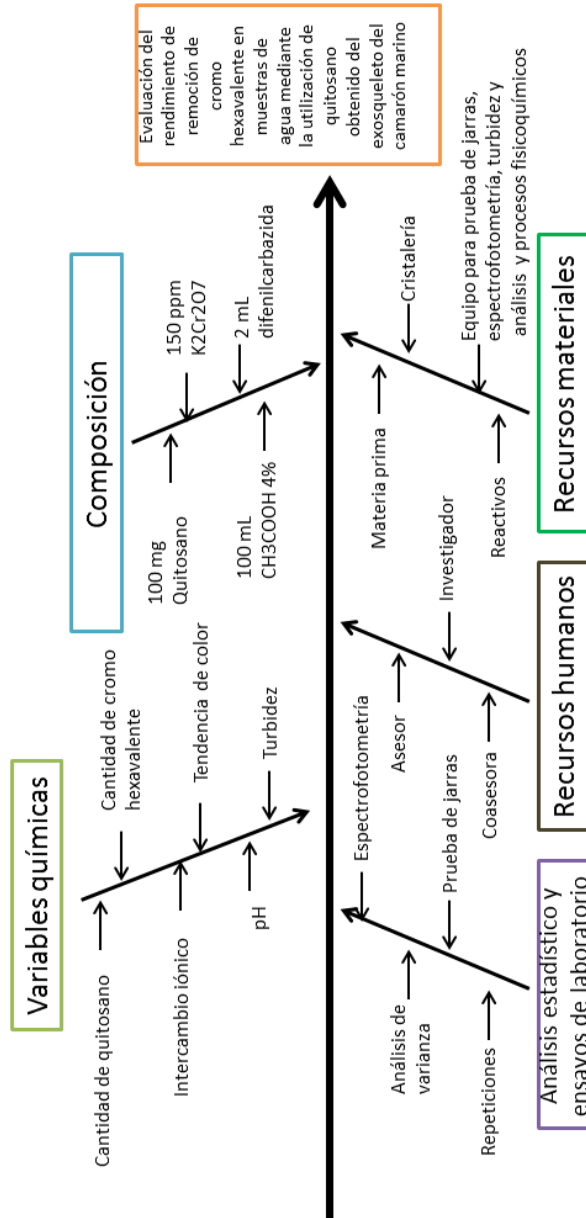 Variables químicas
Cantidad de quitosano
Cantidad de cromo
hexavalente
Intercambio iónico
Tendencia de color
pH
Turbidez
Composición
100 mg
Quitosano
150 ppm
K2Cr2O7
100 mL
CH3COOH 4%
2 mL
difenilcarbazida
Evaluación del
rendimiento de
remoción de
cromo
hexavalente en
muestras de
agua mediante
la utilización de
quitosano
obtenido del
exosqueleto del
camarón marino
Espectrofotometría
Análisis de
varianza
Prueba de jarras
Repeticiones
Análisis estadístico y
ensayos de laboratorio
Asesor
Investigador
Coasesora
Recursos humanos
Materia prima
Cristalería
Equipo para prueba de jarras,
espectrofotometría, turbidez y
análisis y procesos fisicoquímicos
Reactivos
Recursos materiales